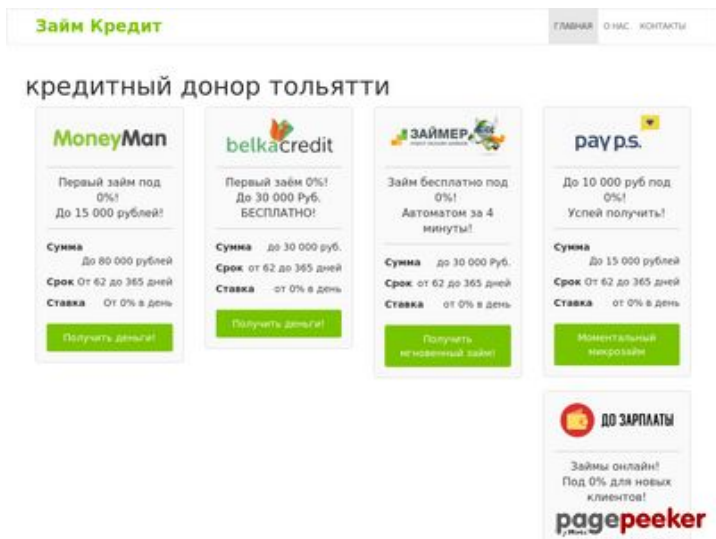 Займ Кредит
ГЛАВНАЯ О НАС. КОНТАКТЫ
кредитный донор тольятти
MoneyMan
Первый займ под
0%!
До 15 000 рублей!
Сумма
До 80 000 рублей
Срок От 62 до 365 дней
Ставка От 0% в день
Получить деньги!
belkacredit
Первый заём 0%!
До 30 000 Руб.
БЕСПЛАТНО!
Сумма до 30 000 руб.
Срок от 62 до 365 дней
Ставка от 0% в день
Получить деньги!
ЗАЙМЕР
Займ бесплатно под
0%!
Автоматом за 4
минуты!
Сумма до 30 000 Руб.
Срок от 62 до 365 дней
Ставка от 0% в день
Получить
мгновенный займ!
pay p.s.
До 10 000 руб под
0%!
Успей получить!
Сумма
До 15 000 рублей
Срок От 62 до 365 дней
Ставка от 0% в день
Моментальный
микрозайм
ДО ЗАРПЛАТЫ
Займы онлайн!
Под 0% для новых
клиентов!
pagepeeker